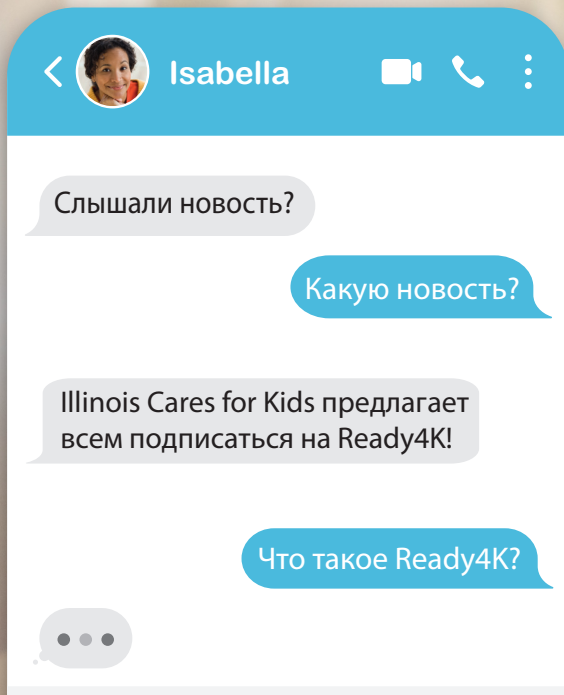 Isabella
Слышали новость?
Какую новость?
Illinois Cares for Kids предлагает
всем подписаться на Ready4K!
Что такое Ready4K?